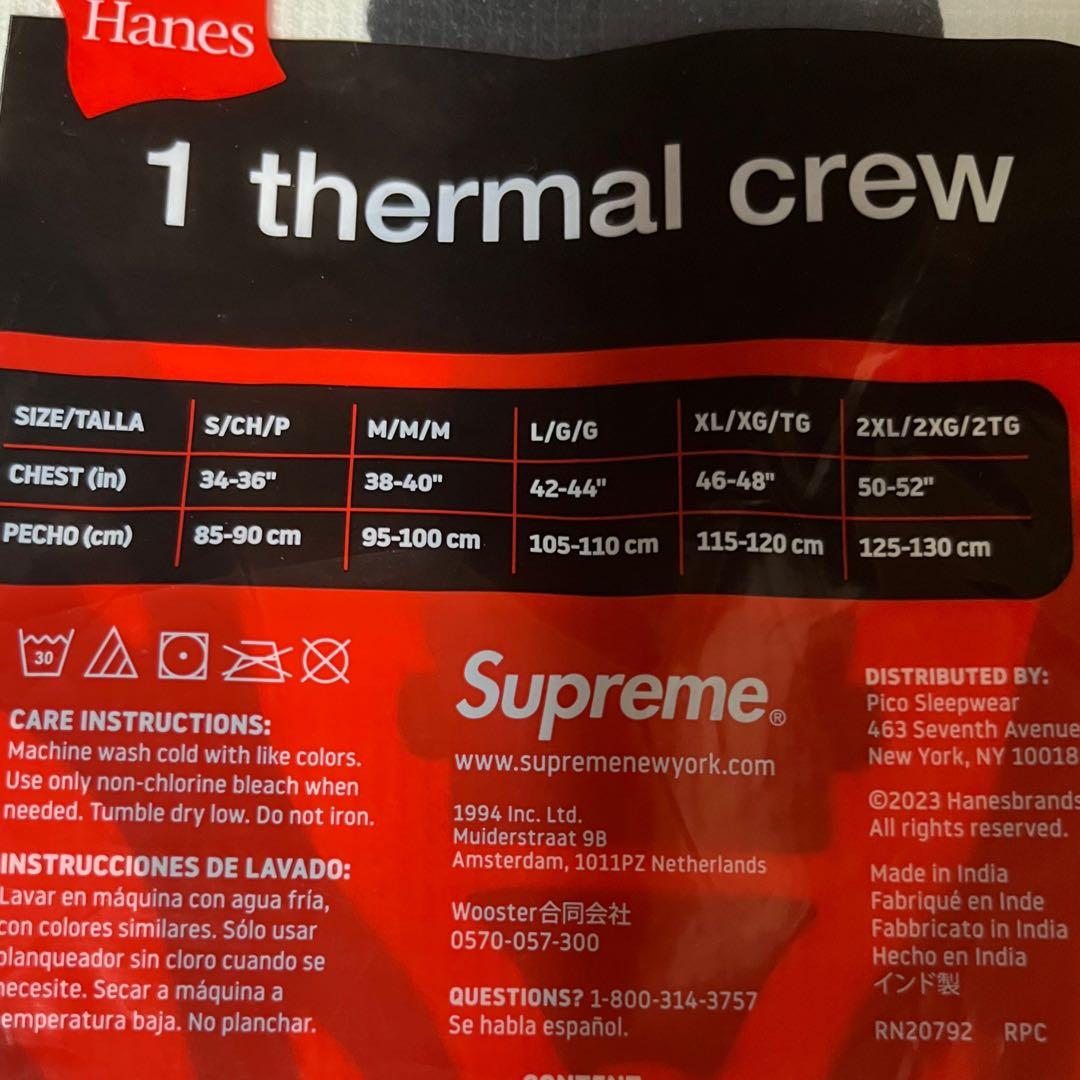 Hanes
1 thermal crew
SIZE/TALLA S/CH/P M/M/M L/G/G XL/XG/TG 2XL/2XG/2TG
CHEST (in) 34-36" 38-40" 42-44" 46-48" 50-52"
PECHO (cm) 85-90 cm 95-100 cm 105-110 cm 115-120 cm 125-130 cm
30
CARE INSTRUCTIONS:
Machine wash cold with like colors.
Use only non-chlorine bleach when
needed. Tumble dry low. Do not iron.
INSTRUCCIONES DE LAVADO:
Lavar en máquina con agua fría,
con colores similares. Sólo usar
blanqueador sin cloro cuando se
necesite. Secar a máquina a
temperatura baja. No planchar.
Supreme®
www.supremenewyork.com
1994 Inc. Ltd.
Muiderstraat 9B
Amsterdam, 1011PZ Netherlands
Wooster合同会社
0570-057-300
QUESTIONS? 1-800-314-3757
Se habla español.
DISTRIBUTED BY:
Pico Sleepwear
463 Seventh Avenue
New York, NY 10018
©2023 Hanesbrands
All rights reserved.
Made in India
Fabriqué en Inde
Fabbricato in India
Hecho en India
インド製
RN20792 RPC